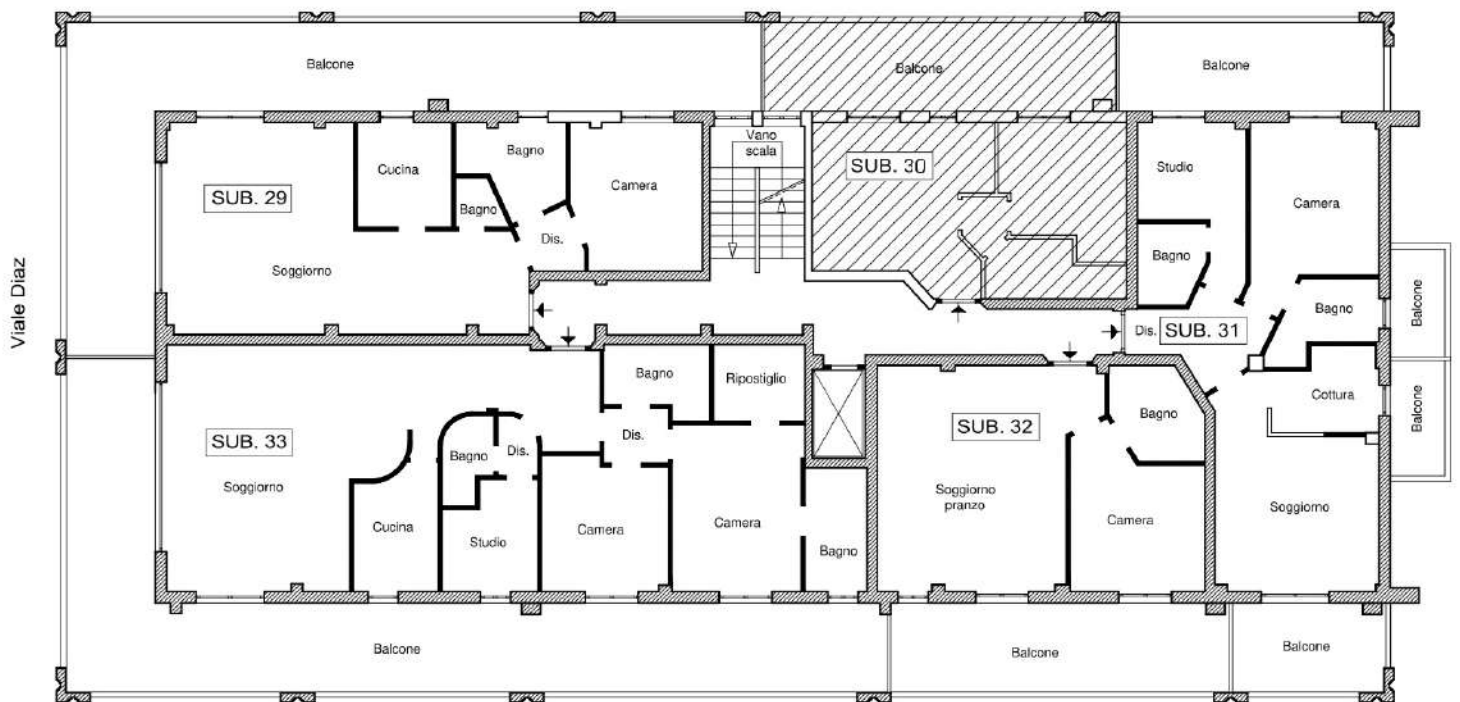 Balcone
Balcone
Balcone
Viale Diaz
SUB. 29
Soggiorno
Cucina
Bagno
Bagno
Dis.
Camera
Vano
scala
SUB. 30
Studio
Bagno
Camera
Bagno
Dis.
SUB. 31
Balcone
Balcone
Cottura
Soggiorno
SUB. 33
Soggiorno
Cucina
Bagno
Dis.
Studio
Bagno
Ripostiglio
Dis.
Camera
Camera
Bagno
SUB. 32
Soggiorno
pranzo
Bagno
Camera
Balcone
Balcone
Balcone